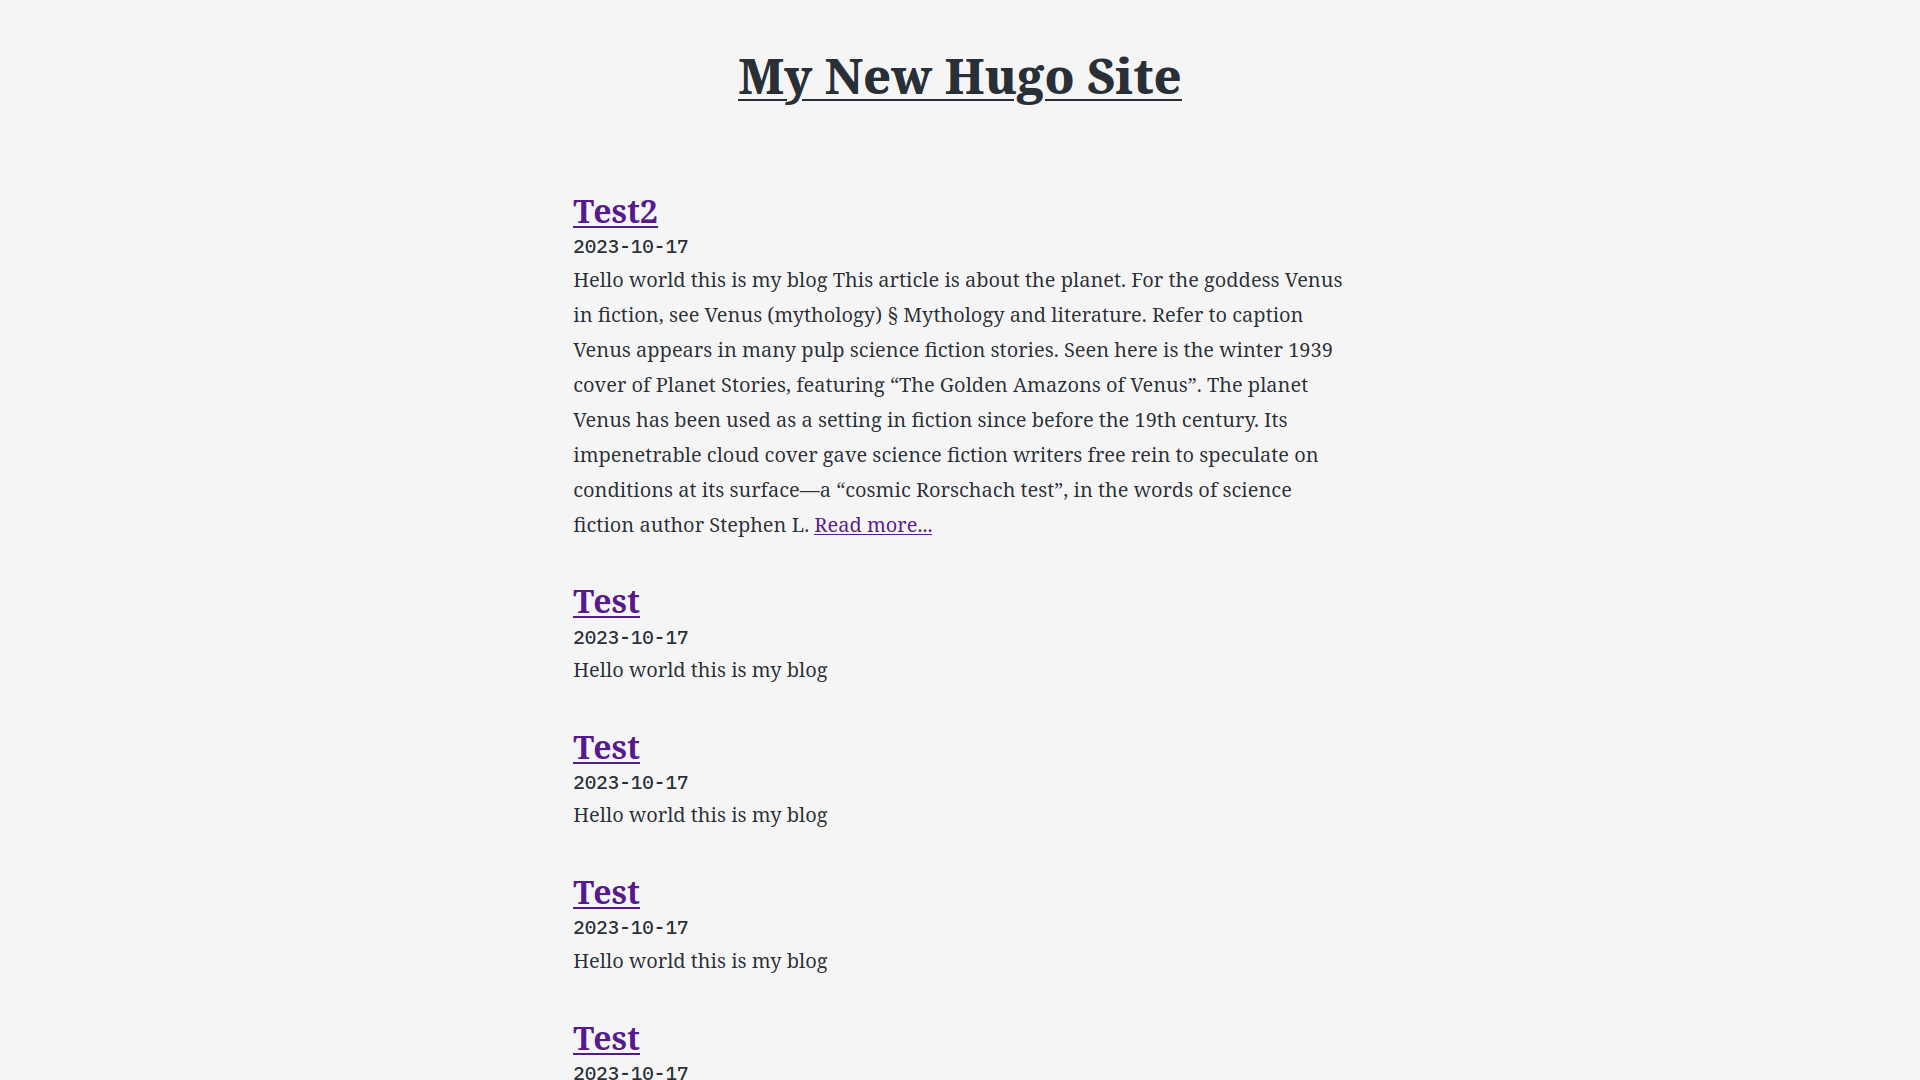 My New Hugo Site
Test2
2023-10-17
Hello world this is my blog This article is about the planet. For the goddess Venus
in fiction, see Venus (mythology) § Mythology and literature. Refer to caption
Venus appears in many pulp science fiction stories. Seen here is the winter 1939
cover of Planet Stories, featuring “The Golden Amazons of Venus”. The planet
Venus has been used as a setting in fiction since before the 19th century. Its
impenetrable cloud cover gave science fiction writers free rein to speculate on
conditions at its surface—a “cosmic Rorschach test”, in the words of science
fiction author Stephen L. Read more...
Test
2023-10-17
Hello world this is my blog
Test
2023-10-17
Hello world this is my blog
Test
2023-10-17
Hello world this is my blog
Test
2023-10-17